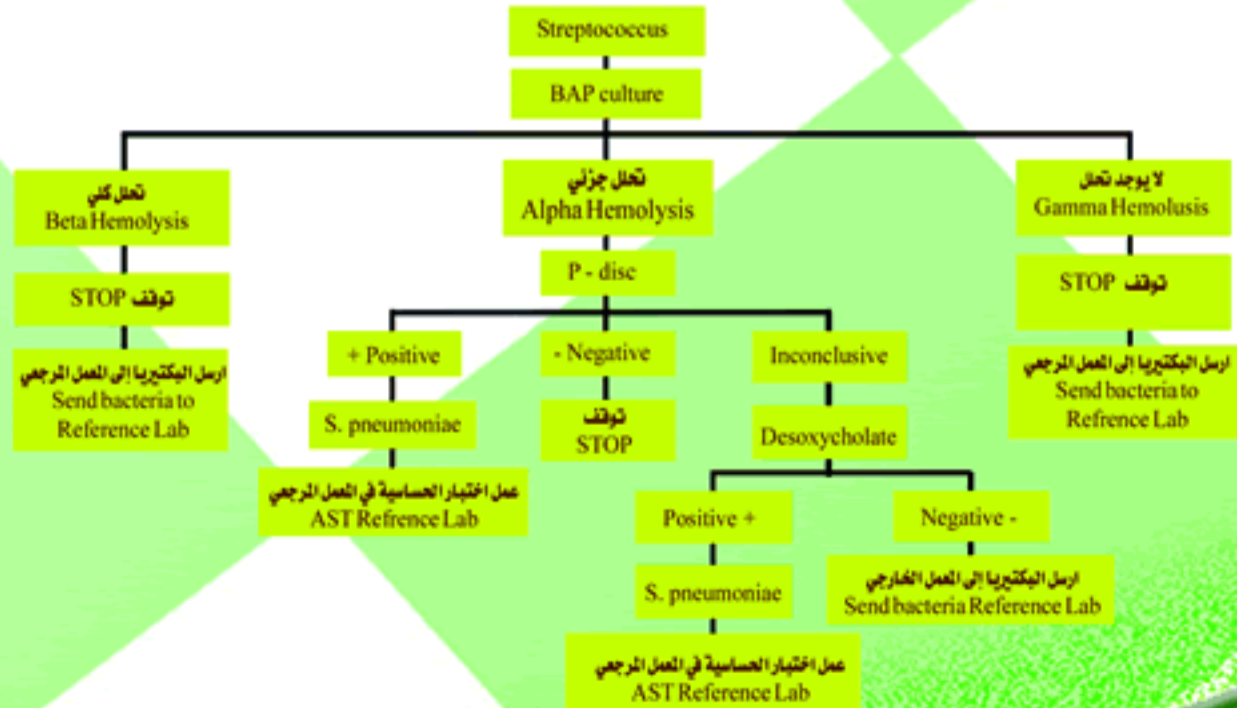 Streptococcus
BAP culture
تحلل كلي
Beta Hemolysis
تحلل جزئي
Alpha Hemolysis
لا يوجد تحلل
Gamma Hemolusis
P - disc
توقف STOP
توقف STOP
+ Positive
- Negative
Inconclusive
ارسل البكتيريا إلى المعمل المرجعي
Send bacteria to
Reference Lab
ارسل البكتيريا إلى المعمل المرجعي
Send bacteria to
Refrence Lab
S. pneumoniae
توقف
STOP
Desoxycholate
عمل اختبار الحساسية في المعمل المرجعي
AST Refrence Lab
Positive +
Negative -
S. pneumoniae
ارسل البكتيريا إلى المعمل الخارجي
Send bacteria Reference Lab
عمل اختبار الحساسية في المعمل المرجعي
AST Reference Lab